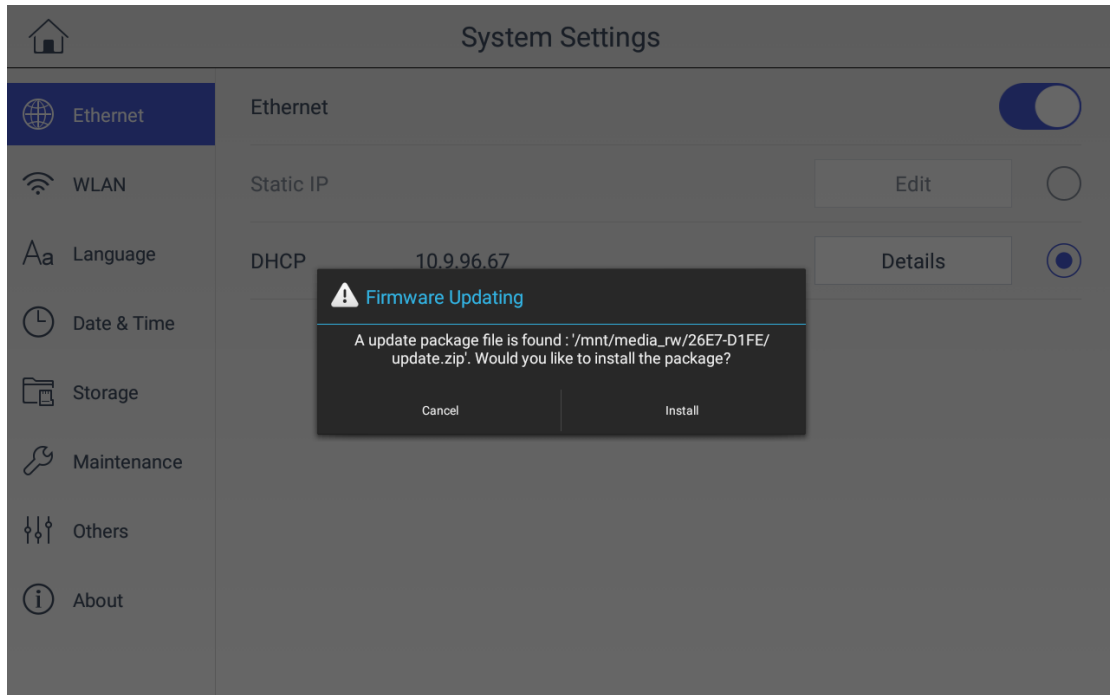 System Settings
Ethernet
Ethernet
WLAN
Static IP
Edit
Aa Language
DHCP
10.9.96.67
Details
Firmware Updating
Date & Time
A update package file is found : '/mnt/media_rw/26E7-D1FE/
update.zip'. Would you like to install the package?
Storage
Cancel
Install
Maintenance
Others
About